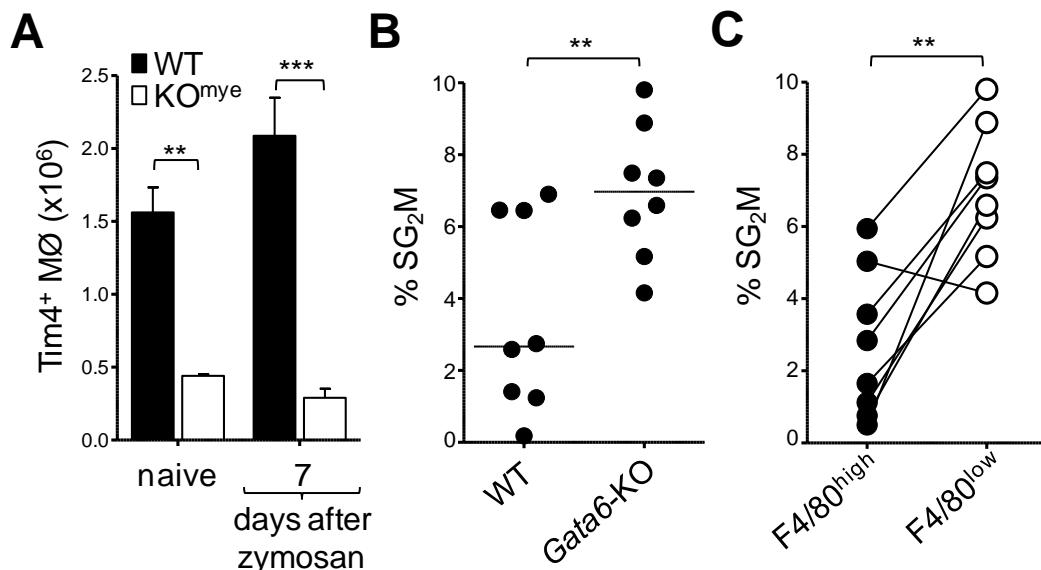 A
WT
KOmye
Tim4+ MØ (x10⁶)
2.5
2.0
1.5
1.0
0.5
0.0
**
***
naive
7
days after
zymosan
B
**
% SG₂M
10
8
6
4
2
0
WT
Gata6-KO
C
**
% SG₂M
10
8
6
4
2
0
F4/80high
F4/80low